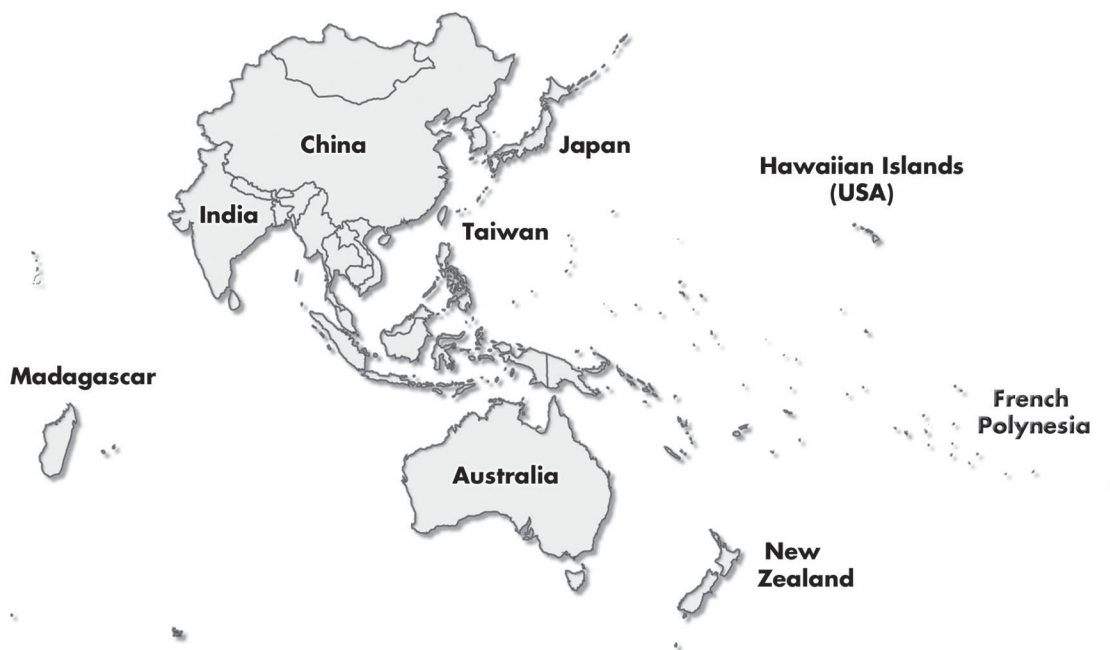 China
Japan
Hawaiian Islands
(USA)
India
Taiwan
Madagascar
French
Polynesia
Australia
New
Zealand